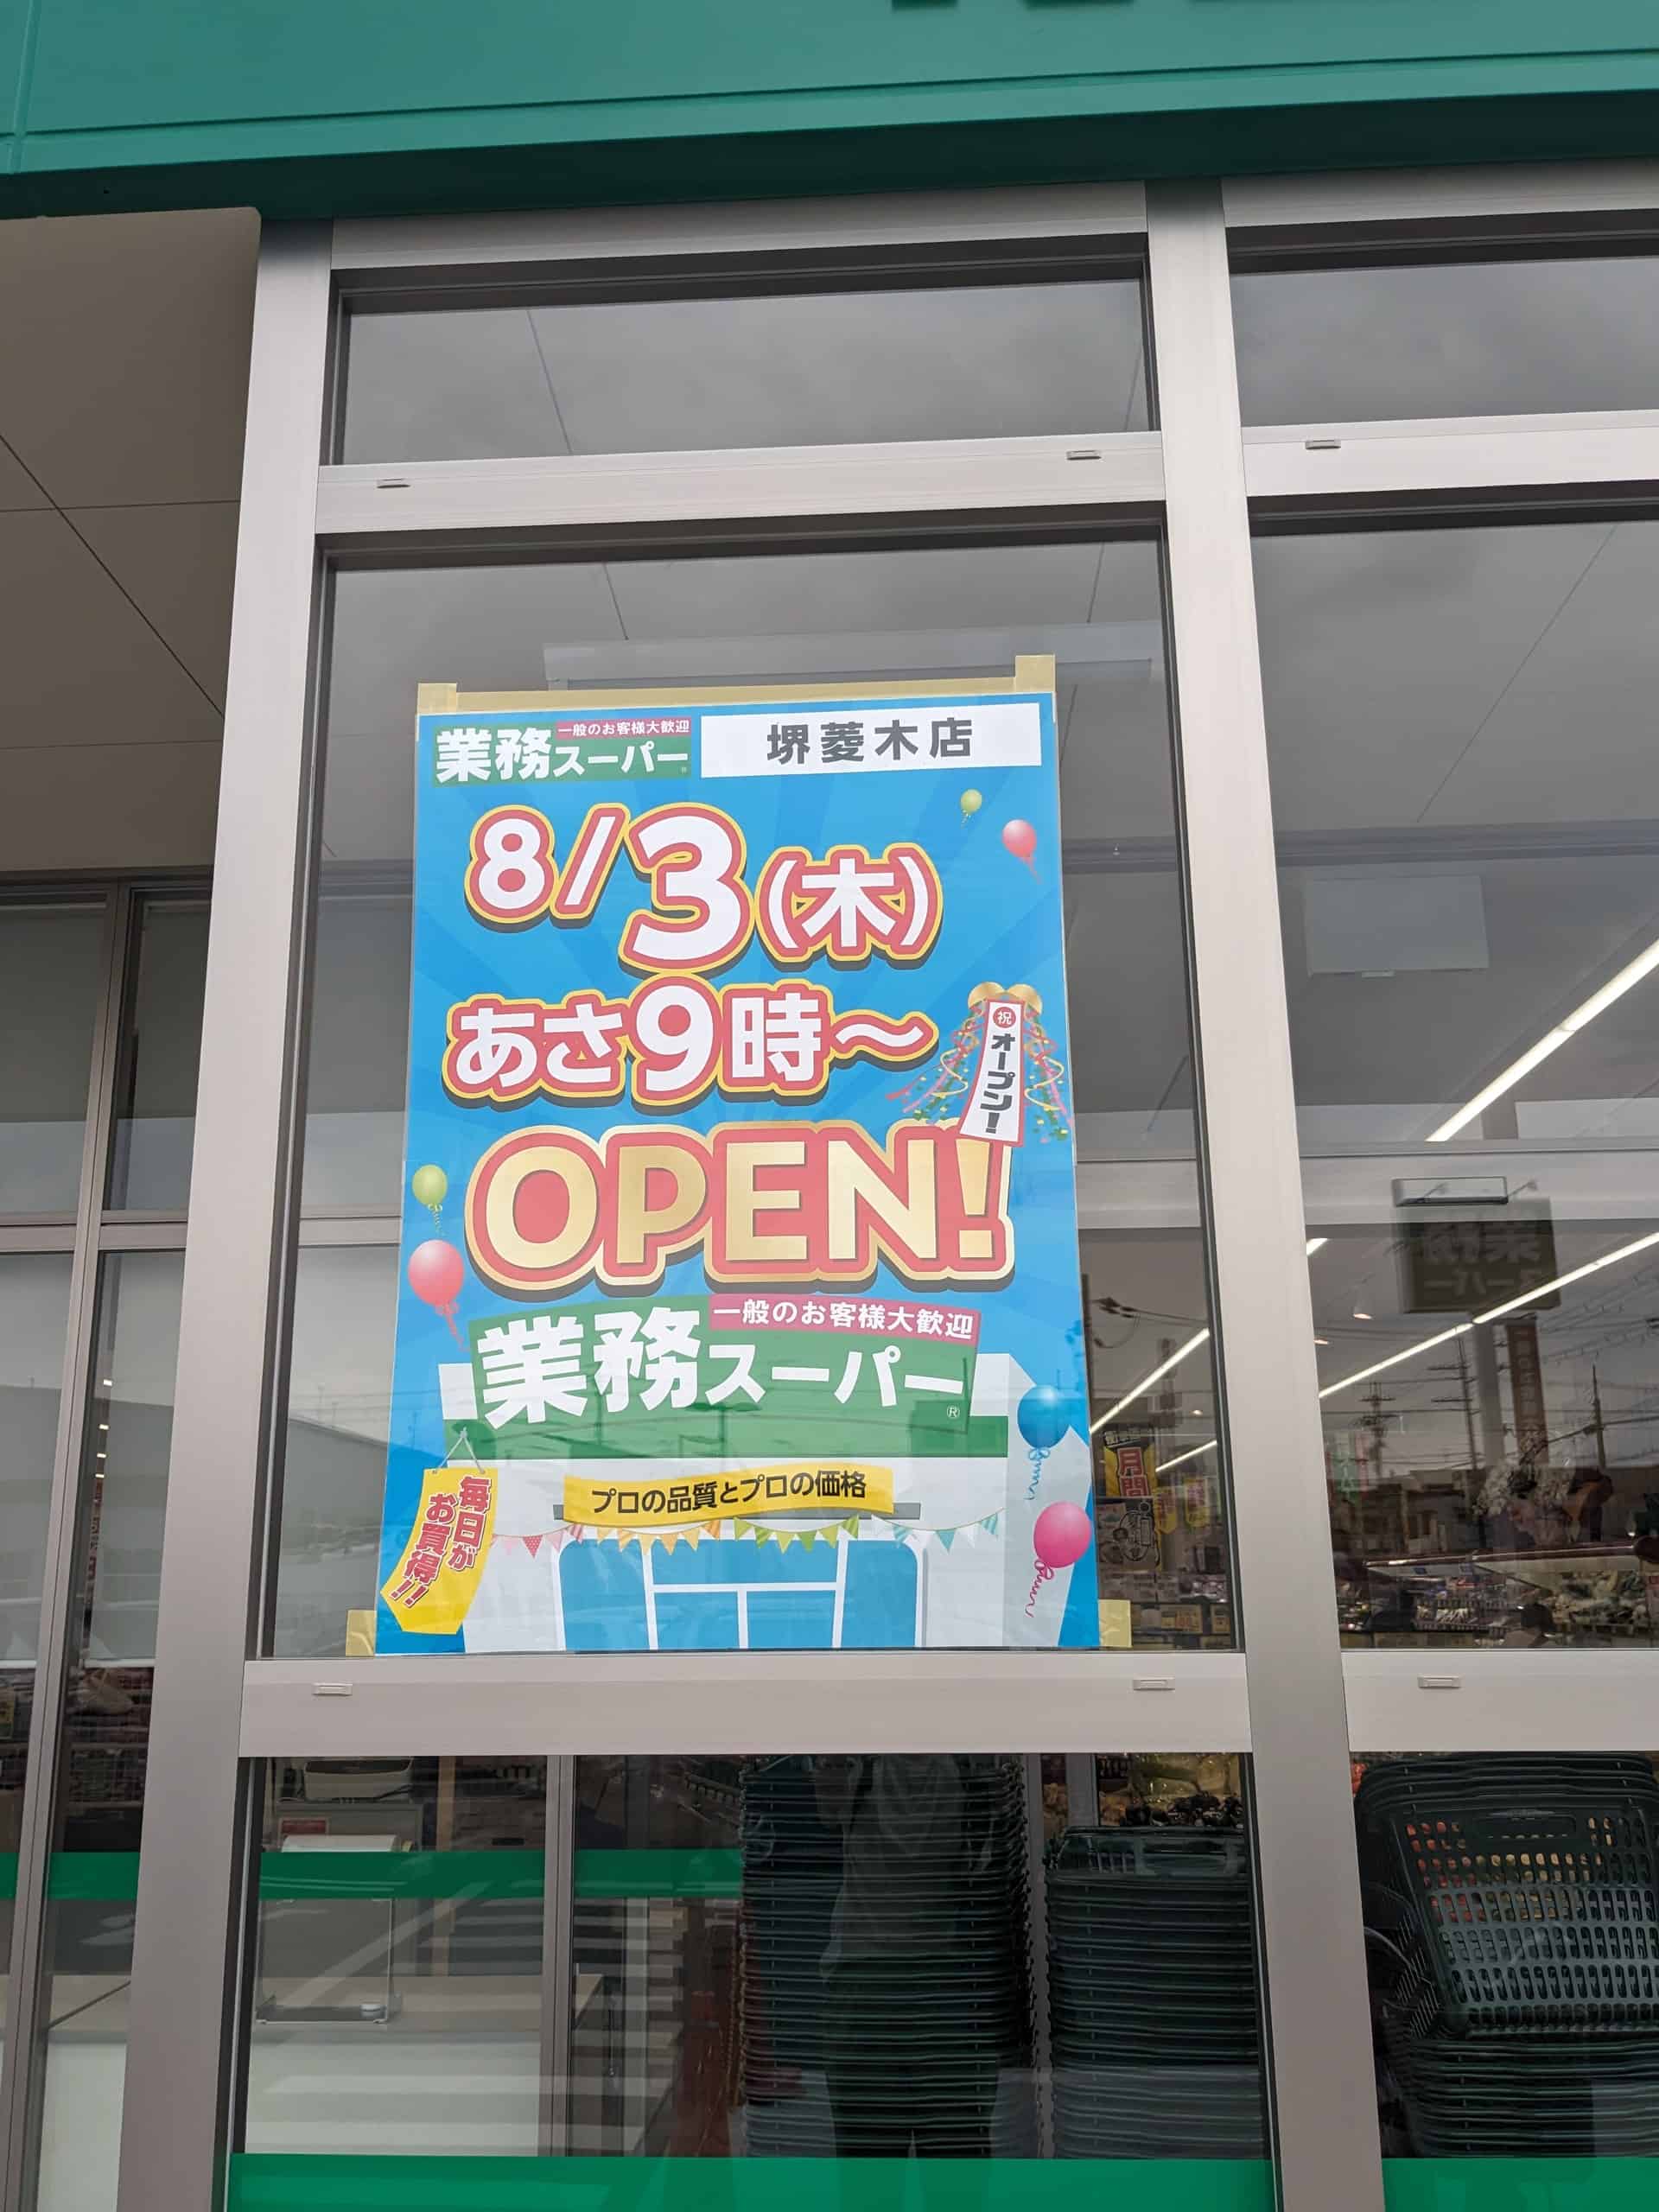 一般のお客様大歓迎
業務スーパー
堺菱木店
8/3(木)
あさ9時～
祝
オープン!
OPEN!
一般のお客様大歓迎
業務スーパー®
プロの品質とプロの価格
毎日が
お買得!!
月間